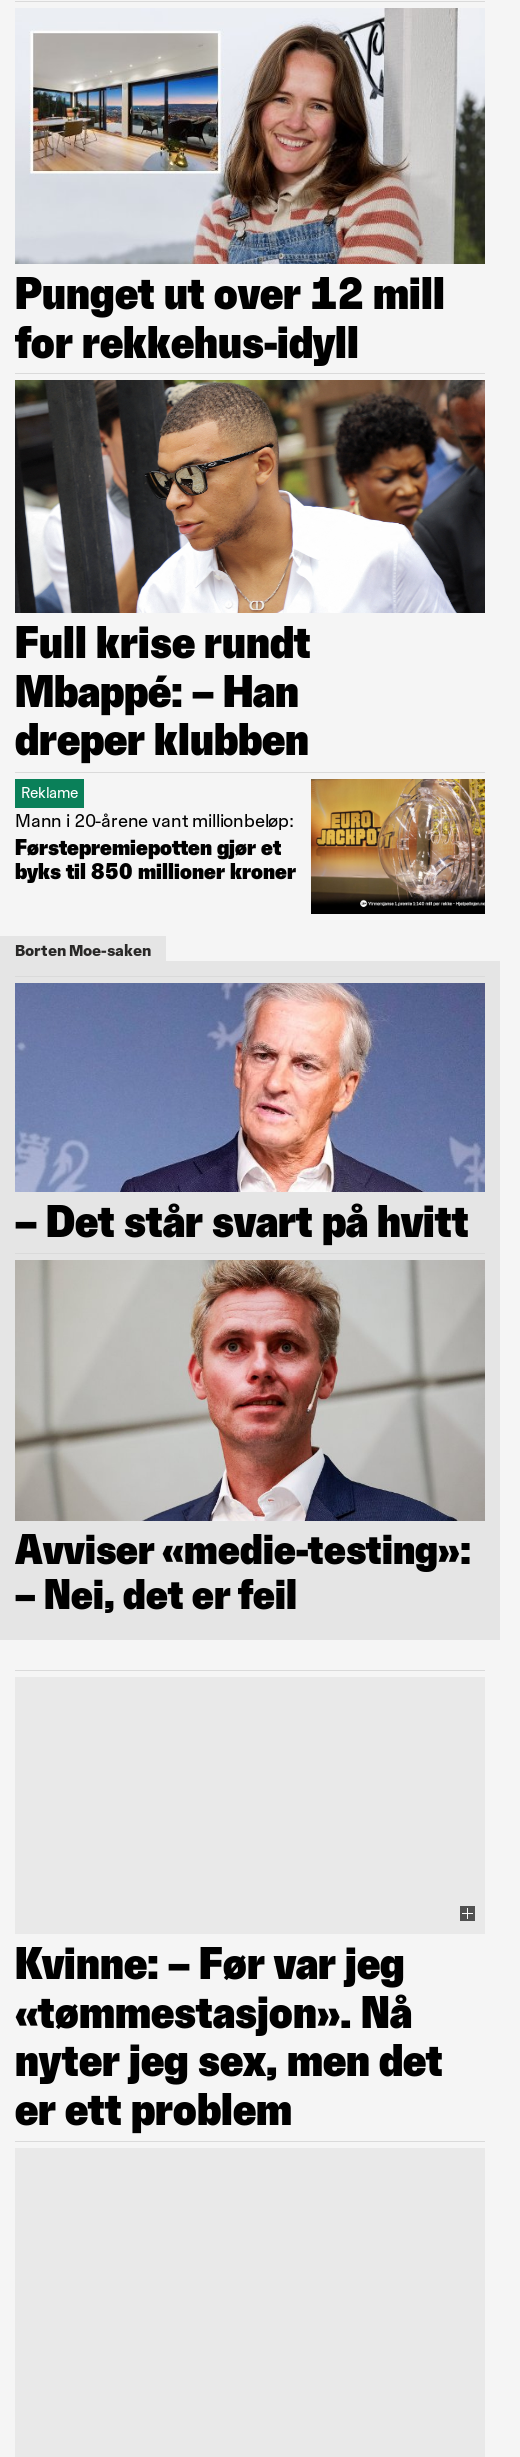 Punget ut over 12 mill
for rekkehus-idyll
Full krise rundt
Mbappé: – Han
dreper klubben
Reklame
Mann i 20-årene vant millionbeløp:
Førstepremiepotten gjør et
byks til 850 millioner kroner
EURO
JACKPOT
Borten Moe-saken
– Det står svart på hvitt
Avviser «medie-testing»:
– Nei, det er feil
Kvinne: – Før var jeg
«tømmestasjon». Nå
nyter jeg sex, men det
er ett problem